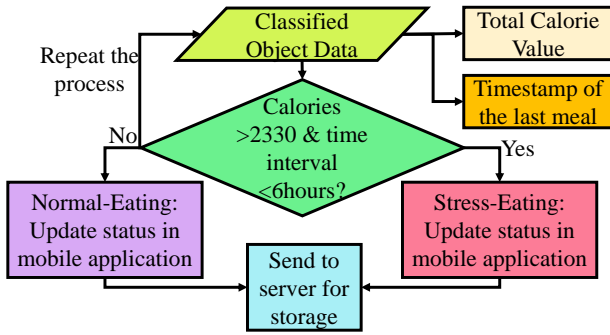 Classified
Object Data
Total Calorie
Value
Repeat the
process
Timestamp of
the last meal
Calories
>2330 & time
interval
<6hours?
No
Yes
Normal-Eating:
Update status in
mobile application
Stress-Eating:
Update status in
mobile application
Send to
server for
storage